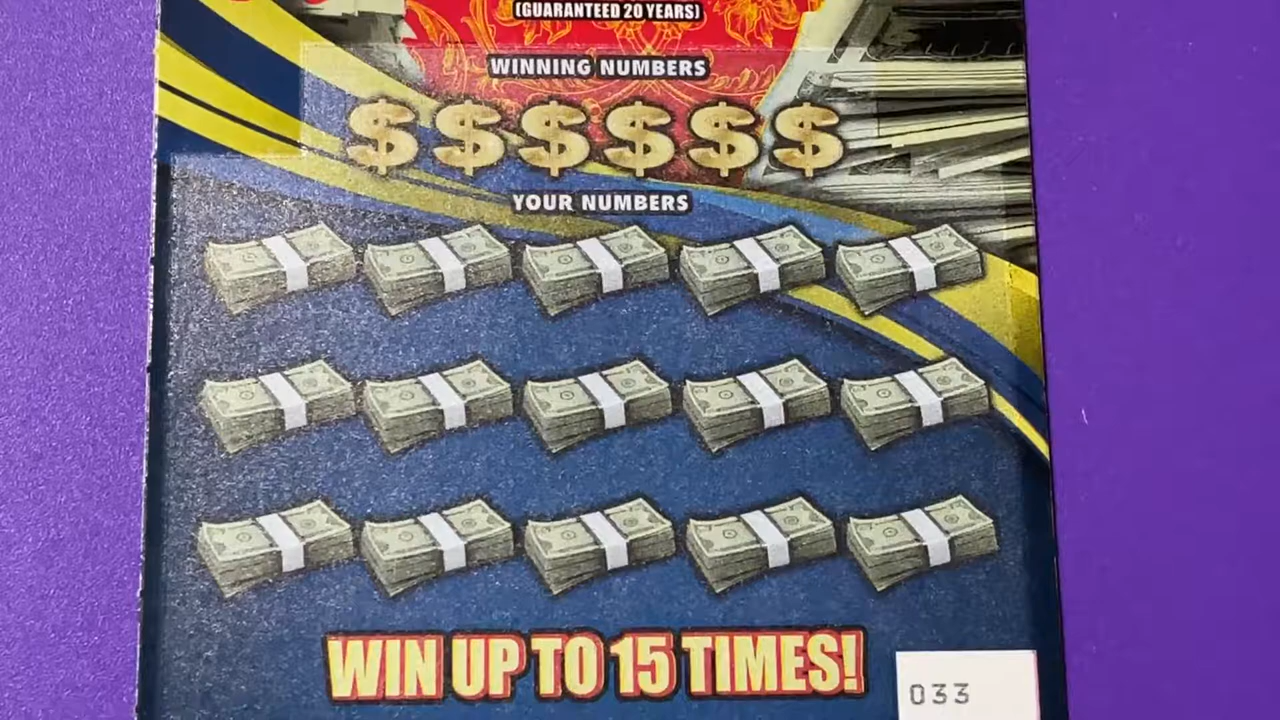 (GUARANTEED 20 YEARS)
WINNING NUMBERS
$ $ $ $ $ $
YOUR NUMBERS
WIN UP TO 15 TIMES!
033